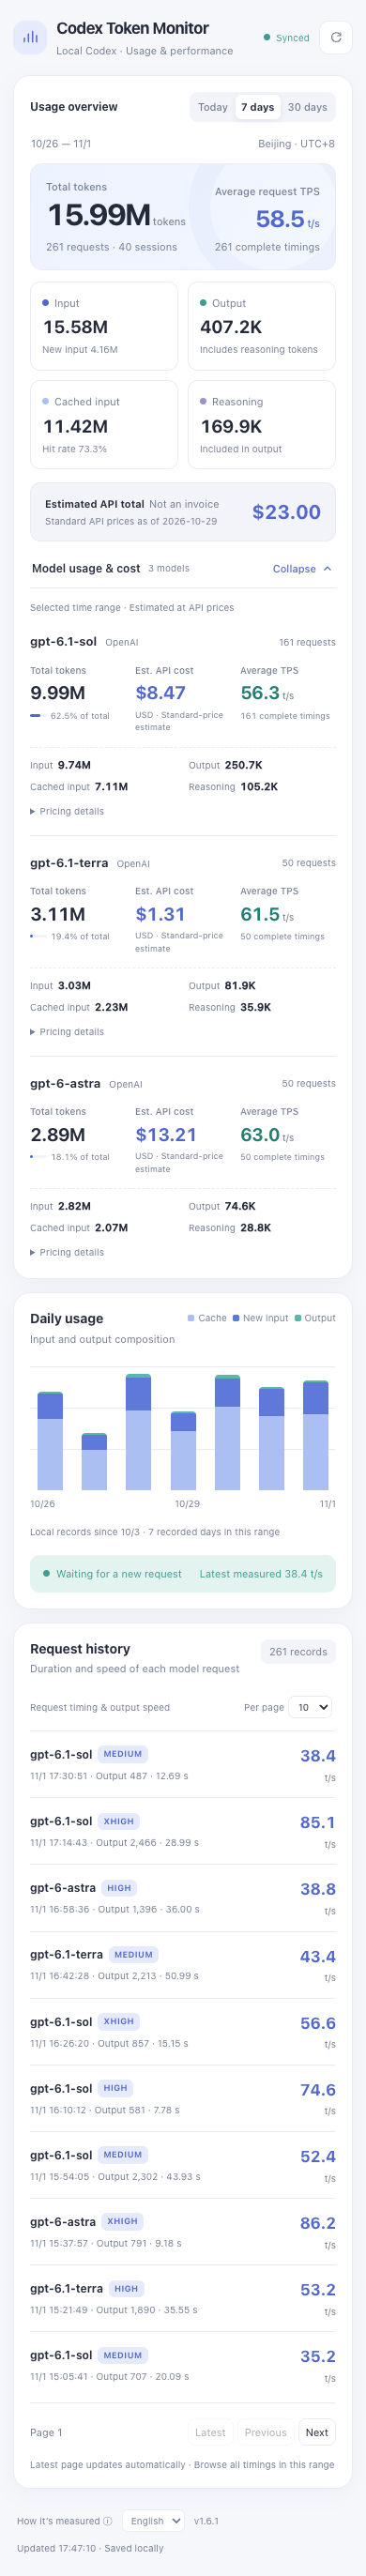 Codex Token Monitor
Local Codex · Usage & performance
Synced
Usage overview
Today 7 days 30 days
10/26 — 11/1
Beijing · UTC+8
Total tokens
15.99M tokens
261 requests · 40 sessions
Average request TPS
58.5 t/s
261 complete timings
Input
15.58M
New input 4.16M
Output
407.2K
Includes reasoning tokens
Cached input
11.42M
Hit rate 73.3%
Reasoning
169.9K
Included in output
Estimated API total Not an invoice
Standard API prices as of 2026-10-29
$23.00
Model usage & cost 3 models
Collapse
Selected time range · Estimated at API prices
gpt-6.1-sol OpenAI
161 requests
Total tokens
9.99M
62.5% of total
Est. API cost
$8.47
USD · Standard-price
estimate
Average TPS
56.3 t/s
161 complete timings
Input 9.74M
Output 250.7K
Cached input 7.11M
Reasoning 105.2K
Pricing details
gpt-6.1-terra OpenAI
50 requests
Total tokens
3.11M
19.4% of total
Est. API cost
$1.31
USD · Standard-price
estimate
Average TPS
61.5 t/s
50 complete timings
Input 3.03M
Output 81.9K
Cached input 2.23M
Reasoning 35.9K
Pricing details
gpt-6-astra OpenAI
50 requests
Total tokens
2.89M
18.1% of total
Est. API cost
$13.21
USD · Standard-price
estimate
Average TPS
63.0 t/s
50 complete timings
Input 2.82M
Output 74.6K
Cached input 2.07M
Reasoning 28.8K
Pricing details
Daily usage
Cache New input Output
Input and output composition
10/26 10/29 11/1
Local records since 10/3 · 7 recorded days in this range
Waiting for a new request
Latest measured 38.4 t/s
Request history
261 records
Duration and speed of each model request
Request timing & output speed
Per page 10
gpt-6.1-sol MEDIUM
11/1 17:30:51 · Output 487 · 12.69 s
38.4
t/s
gpt-6.1-sol XHIGH
11/1 17:14:43 · Output 2,466 · 28.99 s
85.1
t/s
gpt-6-astra HIGH
11/1 16:58:36 · Output 1,396 · 36.00 s
38.8
t/s
gpt-6.1-terra MEDIUM
11/1 16:42:28 · Output 2,213 · 50.99 s
43.4
t/s
gpt-6.1-sol XHIGH
11/1 16:26:20 · Output 857 · 15.15 s
56.6
t/s
gpt-6.1-sol HIGH
11/1 16:10:12 · Output 581 · 7.78 s
74.6
t/s
gpt-6.1-sol MEDIUM
11/1 15:54:05 · Output 2,302 · 43.93 s
52.4
t/s
gpt-6-astra XHIGH
11/1 15:37:57 · Output 791 · 9.18 s
86.2
t/s
gpt-6.1-terra HIGH
11/1 15:21:49 · Output 1,890 · 35.55 s
53.2
t/s
gpt-6.1-sol MEDIUM
11/1 15:05:41 · Output 707 · 20.09 s
35.2
t/s
Page 1
Latest Previous Next
Latest page updates automatically · Browse all timings in this range
How it's measured ⓘ English v1.6.1
Updated 17:47:10 · Saved locally